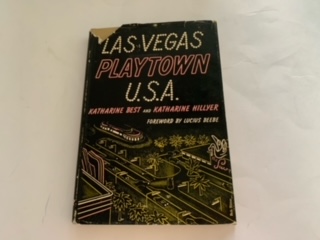 LAS VEGAS
PLAYTOWN
U.S.A.
KATHARINE BEST AND KATHARINE HILLYER
FOREWORD BY LUCIUS BEEBE